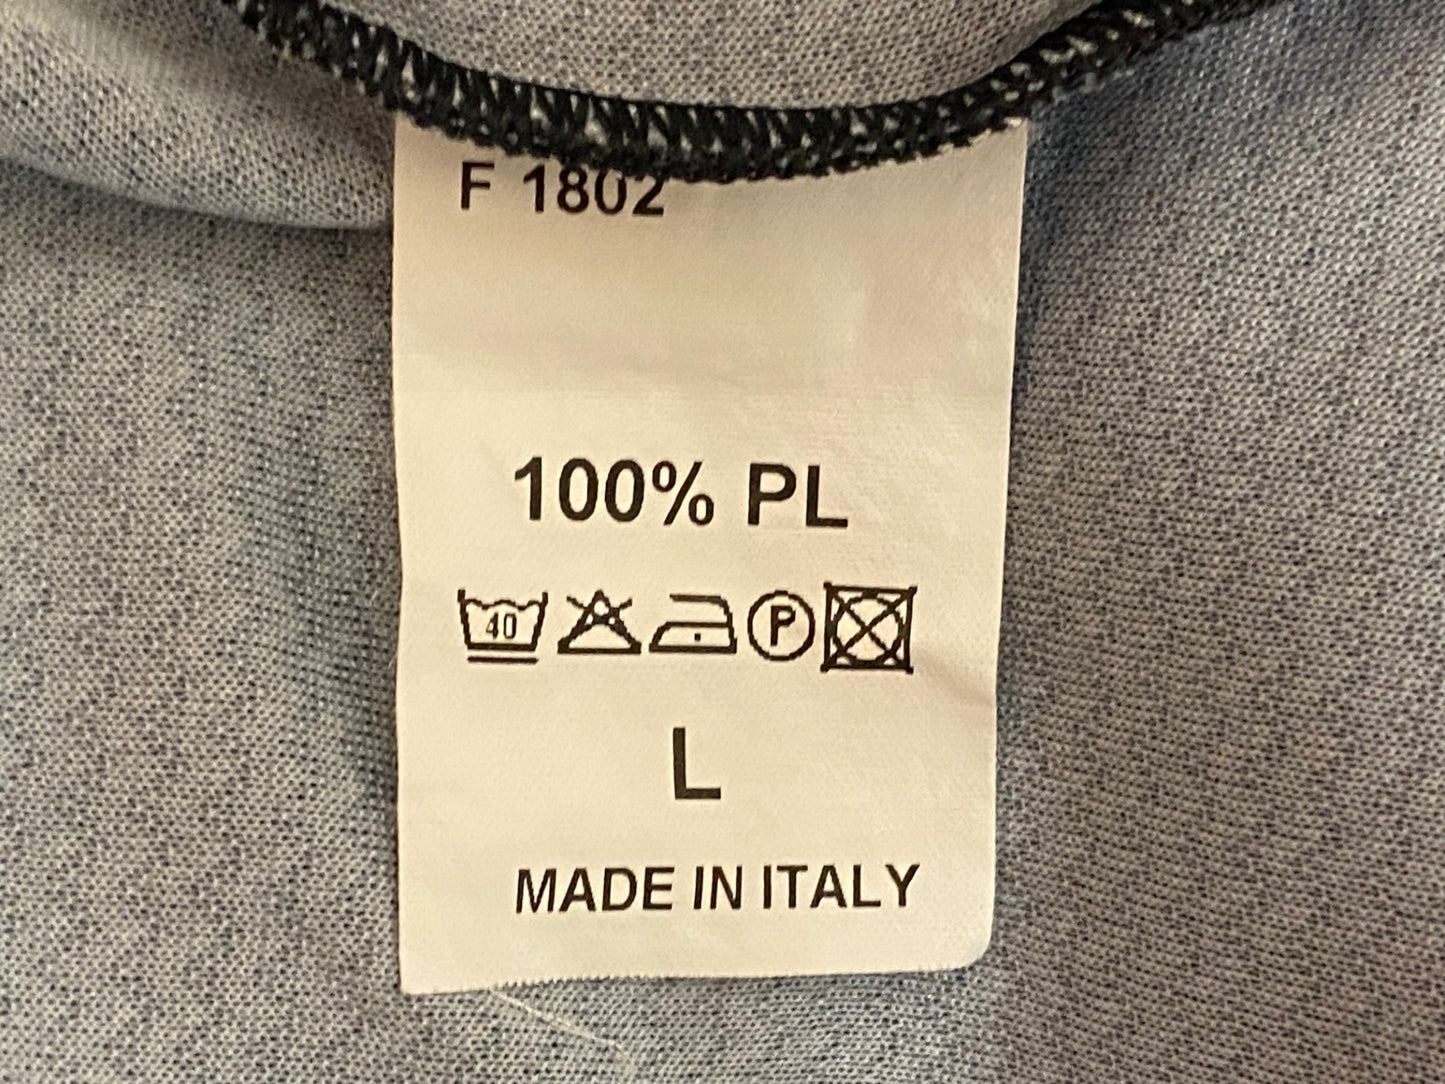 F 1802
100% PL
40 P
L
MADE IN ITALY